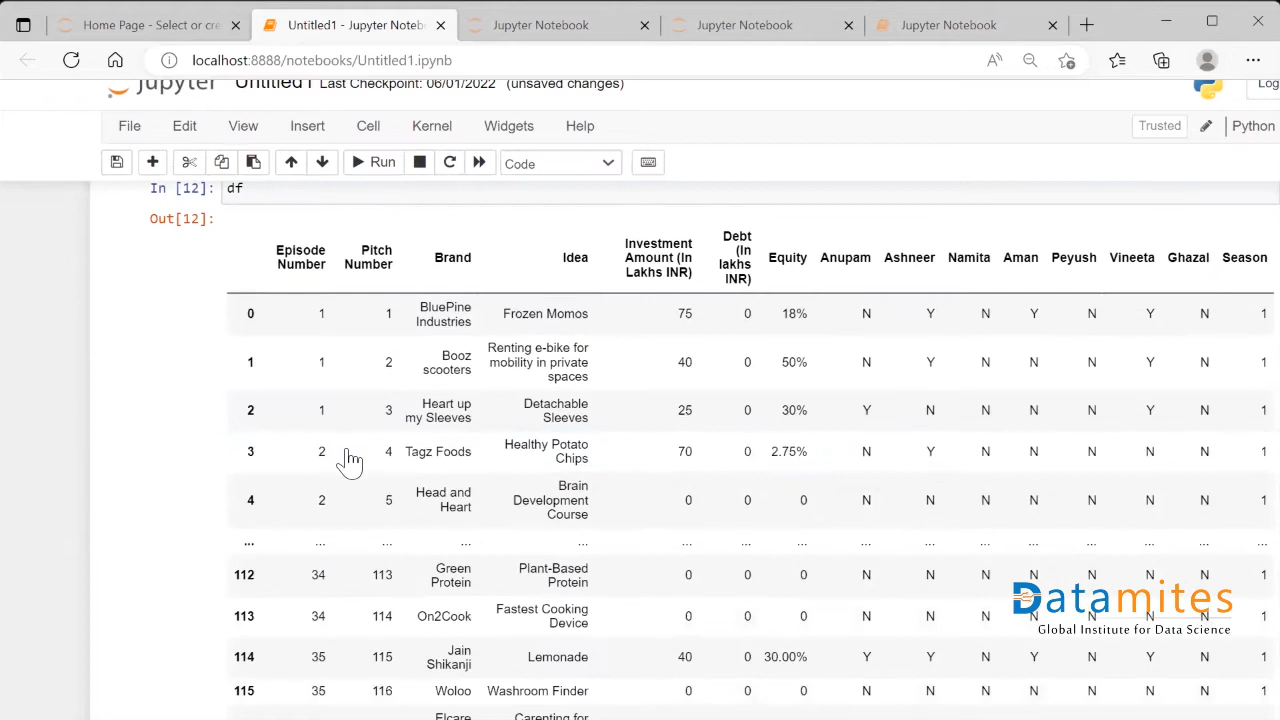 Home Page - Select or cre
Untitled1 - Jupyter Noteb
Jupyter Notebook
Jupyter Notebook
Jupyter Notebook
localhost:8888/notebooks/Untitled1.ipynb
jupyter Untitled1 Last Checkpoint: 06/01/2022 (unsaved changes)
Log
File Edit View Insert Cell Kernel Widgets Help
Trusted
Python
Run
Code
In [12]: df
Out[12]:
Episode Number Pitch Number Brand Idea Investment Amount (In Lakhs INR) Debt (In lakhs INR) Equity Anupam Ashneer Namita Aman Peyush Vineeta Ghazal Season
0 1 1 BluePine Industries Frozen Momos 75 0 18% N Y N Y N Y N 1
1 1 2 Booz scooters Renting e-bike for mobility in private spaces 40 0 50% N Y N N N Y N 1
2 1 3 Heart up my Sleeves Detachable Sleeves 25 0 30% Y N N N N Y N 1
3 2 4 Tagz Foods Healthy Potato Chips 70 0 2.75% N Y N N N N N 1
4 2 5 Head and Heart Brain Development Course 0 0 0 N N N N N N N 1
... ... ... ... ... ... ... ... ... ... ... ... ... ... ... ...
112 34 113 Green Protein Plant-Based Protein 0 0 0 N N N N N N N 1
113 34 114 On2Cook Fastest Cooking Device 0 0 0 N N N N N N N 1
114 35 115 Jain Shikanji Lemonade 40 0 30.00% Y Y N Y N Y N 1
115 35 116 Woloo Washroom Finder 0 0 0 N N N N N N N 1
Elcare Carenting for
Datamites
Global Institute for Data Science